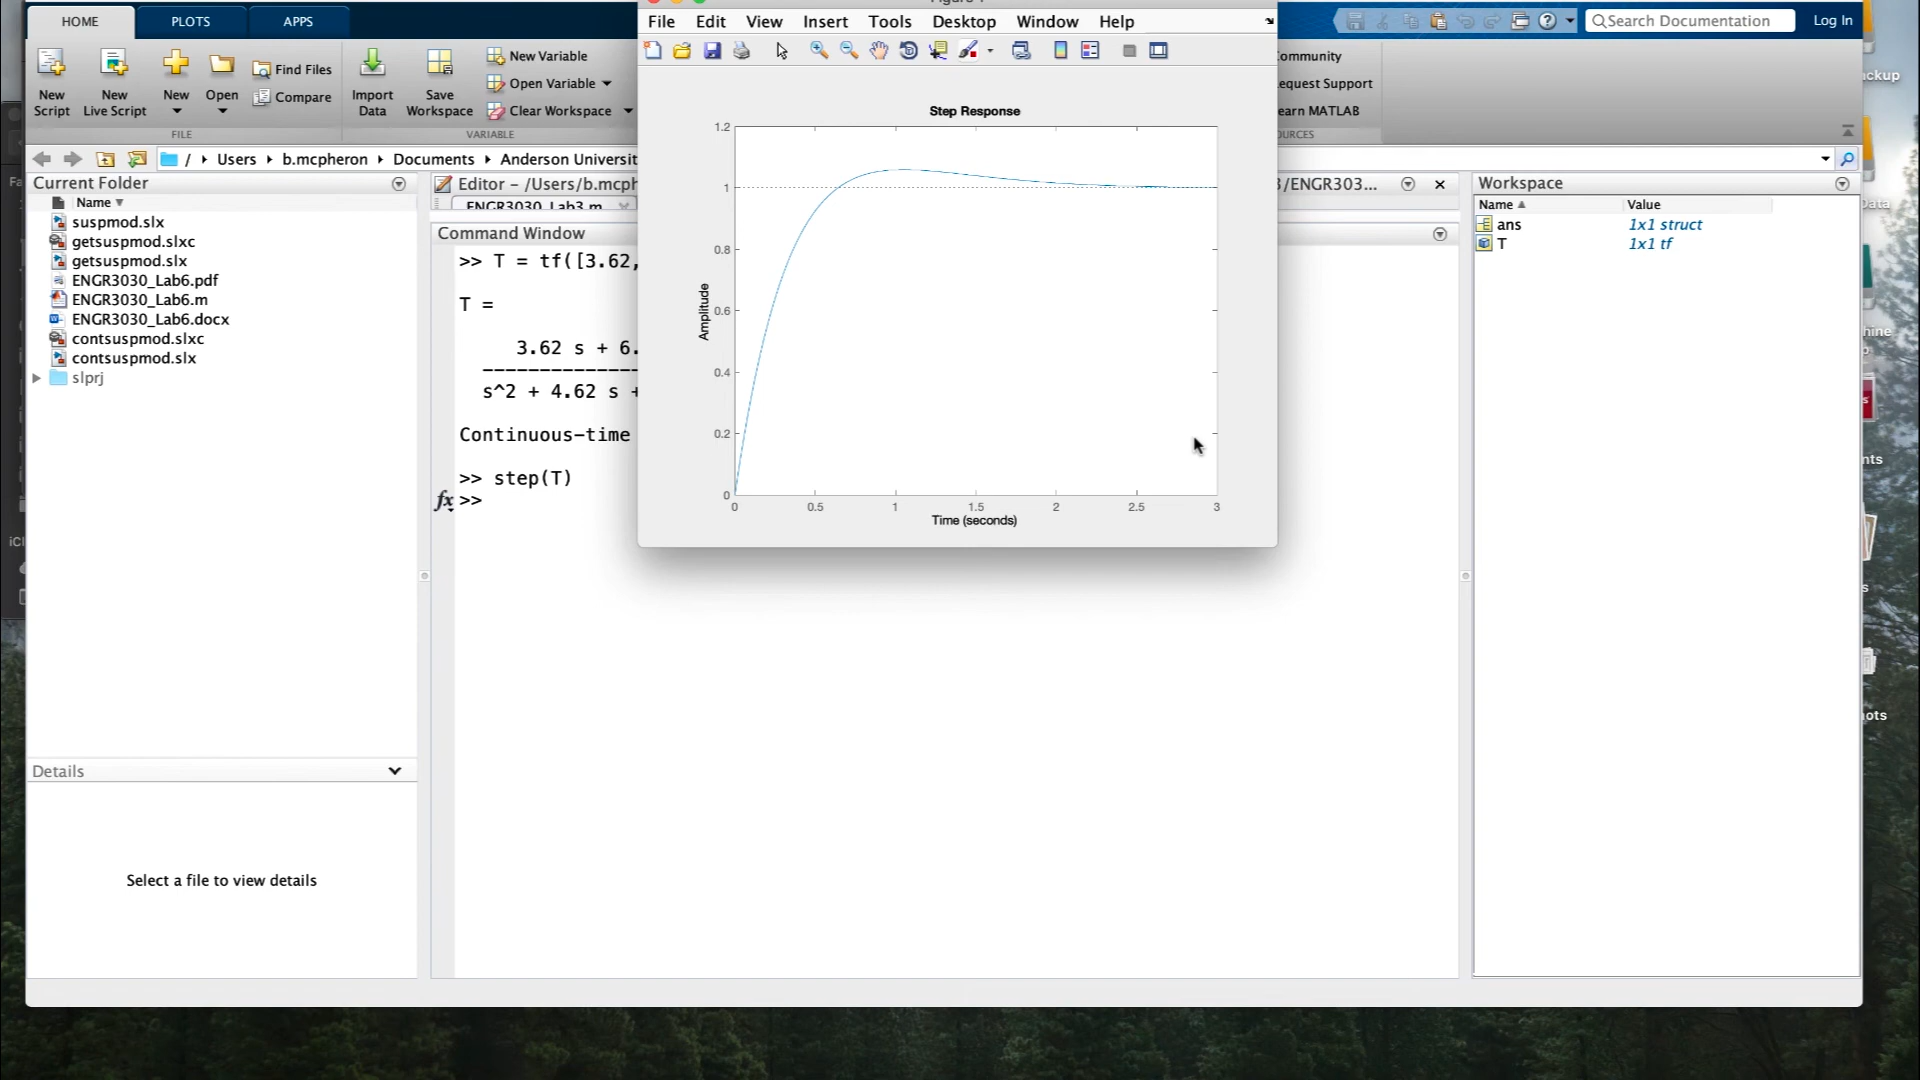 HOME PLOTS APPS
File Edit View Insert Tools Desktop Window Help
Search Documentation Log In
New Script
New Live Script
New
Open
Find Files
Compare
Import Data
Save Workspace
New Variable
Open Variable
Clear Workspace
Request Support
Learn MATLAB
FILE
VARIABLE
/ Users b.mcpheron Documents Anderson
Current Folder
Name
suspmod.slx
getsuspmod.slxc
getsuspmod.slx
ENGR3030_Lab6.pdf
ENGR3030_Lab6.m
ENGR3030_Lab6.docx
contsuspmod.slxc
contsuspmod.slx
slprj
Details
Select a file to view details
Editor – /Users/b.mcph
/ENGR303...
ENGR3030_Lab3.m
Command Window
>> T = tf([3.62,
T =
3.62 s + 6.
--------------
s^2 + 4.62 s +
Continuous-time
>> step(T)
fx >>
Step Response
1.2
1
0.8
0.6
0.4
0.2
0
Amplitude
0 0.5 1 1.5 2 2.5 3
Time (seconds)
Workspace
Name Value
ans 1x1 struct
T 1x1 tf